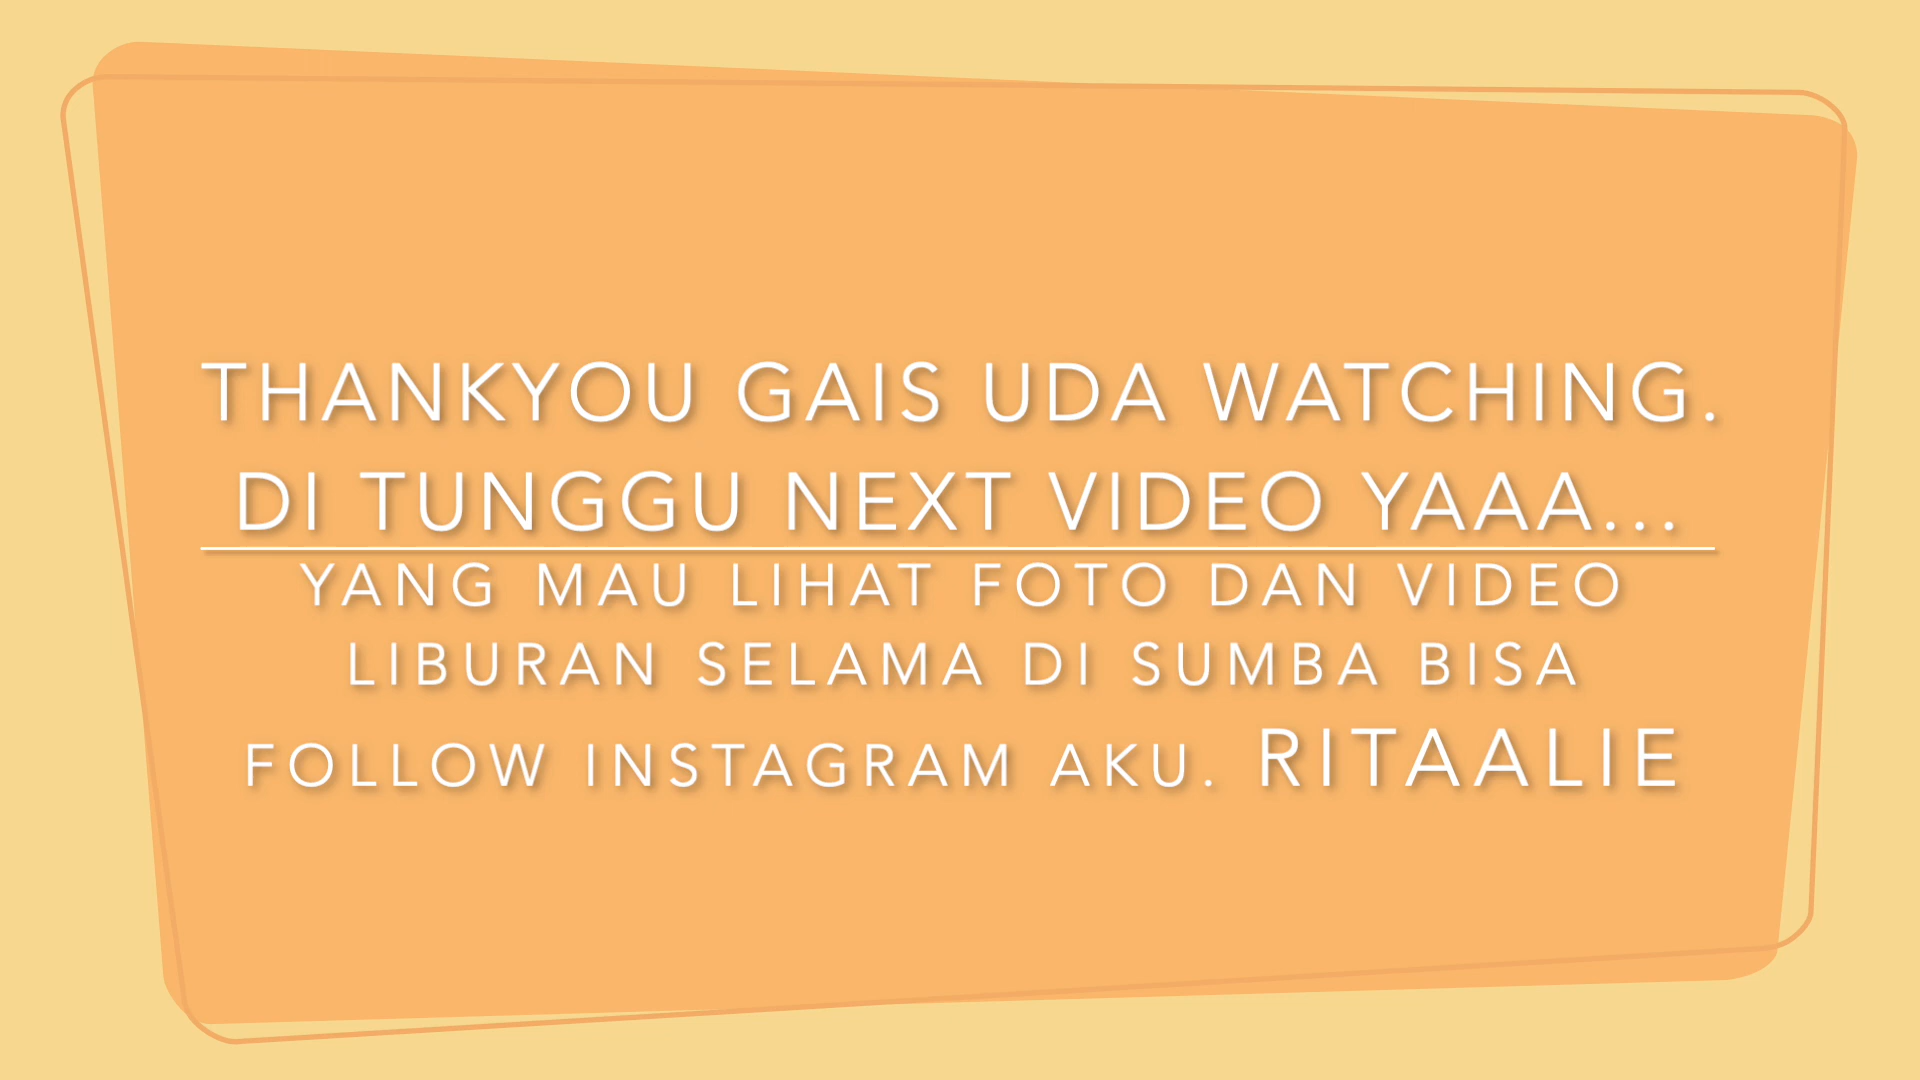 THANKYOU GAIS UDA WATCHING.
DI TUNGGU NEXT VIDEO YAAA...
YANG MAU LIHAT FOTO DAN VIDEO
LIBURAN SELAMA DI SUMBA BISA
FOLLOW INSTAGRAM AKU. RITAALIE